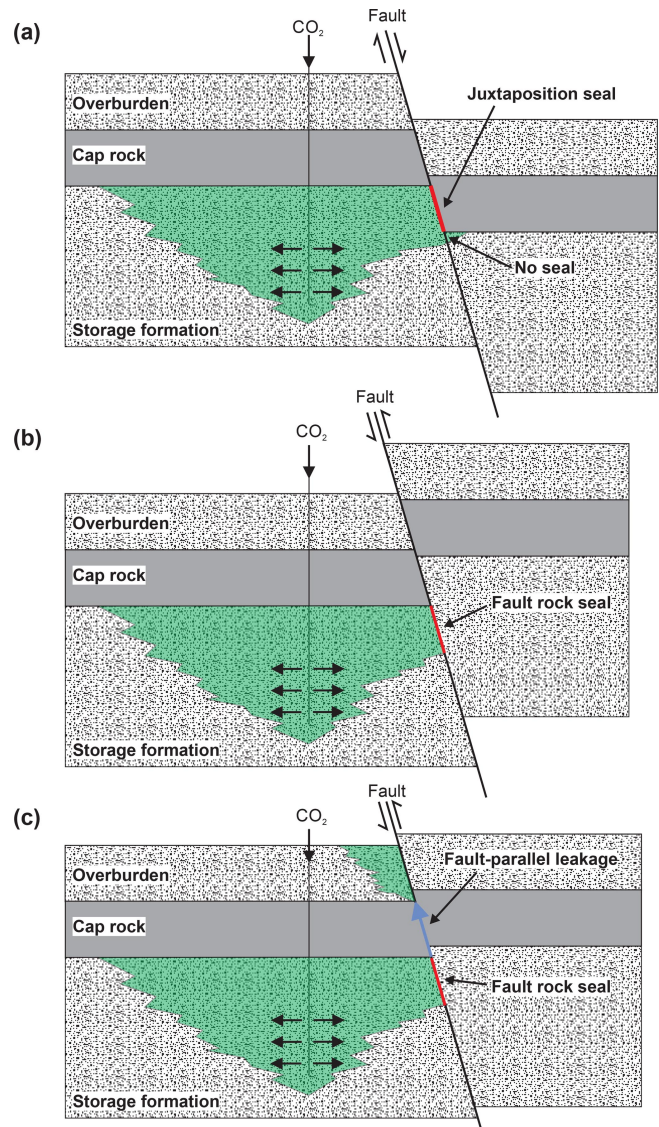 (a)
Fault
CO₂
Juxtaposition seal
Overburden
Cap rock
No seal
Storage formation
(b)
Fault
CO₂
Overburden
Cap rock
Fault rock seal
Storage formation
(c)
Fault
CO₂
Fault-parallel leakage
Overburden
Cap rock
Fault rock seal
Storage formation